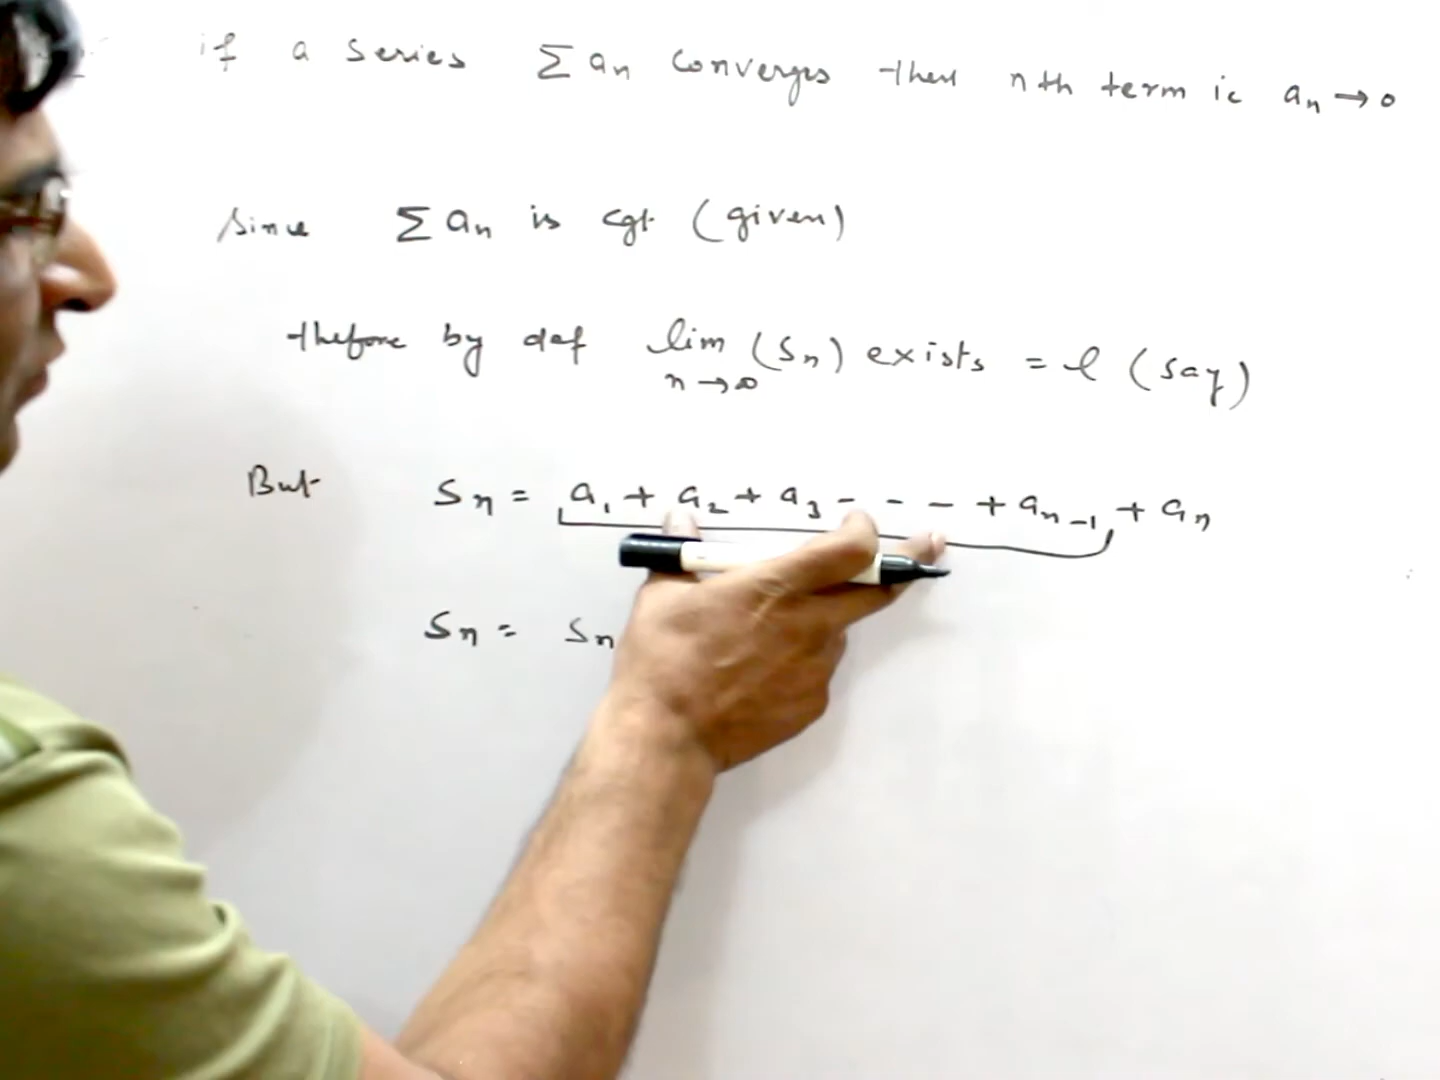 if a series Σ an converges then nth term ie an → 0
Since Σ an is cgt (given)
thefore by def lim (Sn) exists = l (say)
n → ∞
But Sn = a1 + a2 + a3 - - - + an-1 + an
Sn = Sn